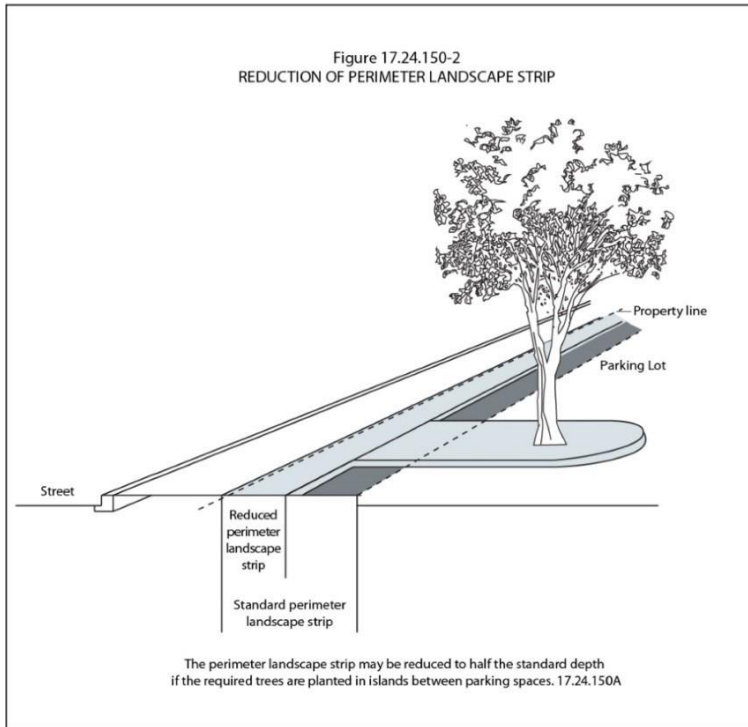 Figure 17.24.150-2
REDUCTION OF PERIMETER LANDSCAPE STRIP
Property line
Parking Lot
Street
Reduced
perimeter
landscape
strip
Standard perimeter
landscape strip
The perimeter landscape strip may be reduced to half the standard depth
if the required trees are planted in islands between parking spaces. 17.24.150A